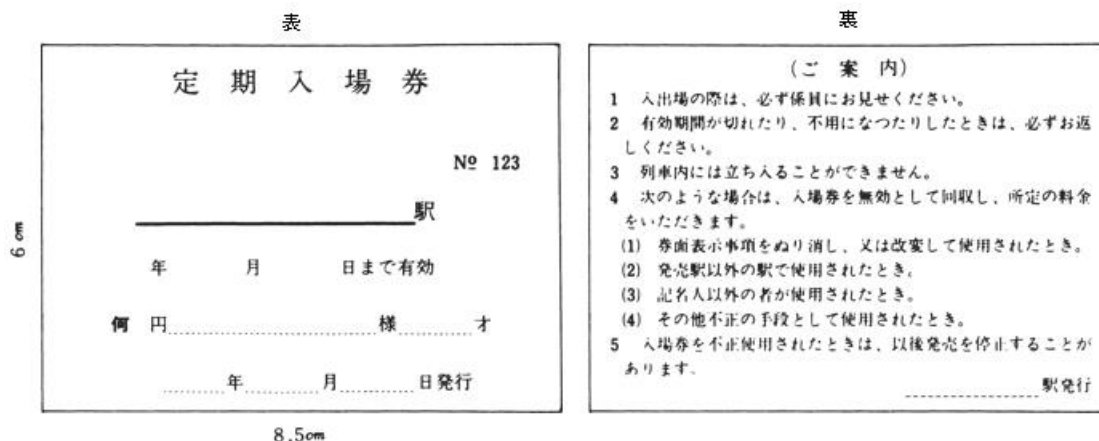 表
定期入場券
№ 123
駅
年 月 日まで有効
何 円 様 才
年 月 日発行
6cm
8.5cm
裏
(ご案内)
1 入出場の際は、必ず係員にお見せください。
2 有効期間が切れたり、不用になつたりしたときは、必ずお返
しください。
3 列車内には立ち入ることができません。
4 次のような場合は、入場券を無効として回収し、所定の料金
をいただきます。
(1) 券面表示事項をぬり消し、又は改変して使用されたとき。
(2) 発売駅以外の駅で使用されたとき。
(3) 記名人以外の者が使用されたとき。
(4) その他不正の手段として使用されたとき。
5 入場券を不正使用されたときは、以後発売を停止することが
あります。
駅発行